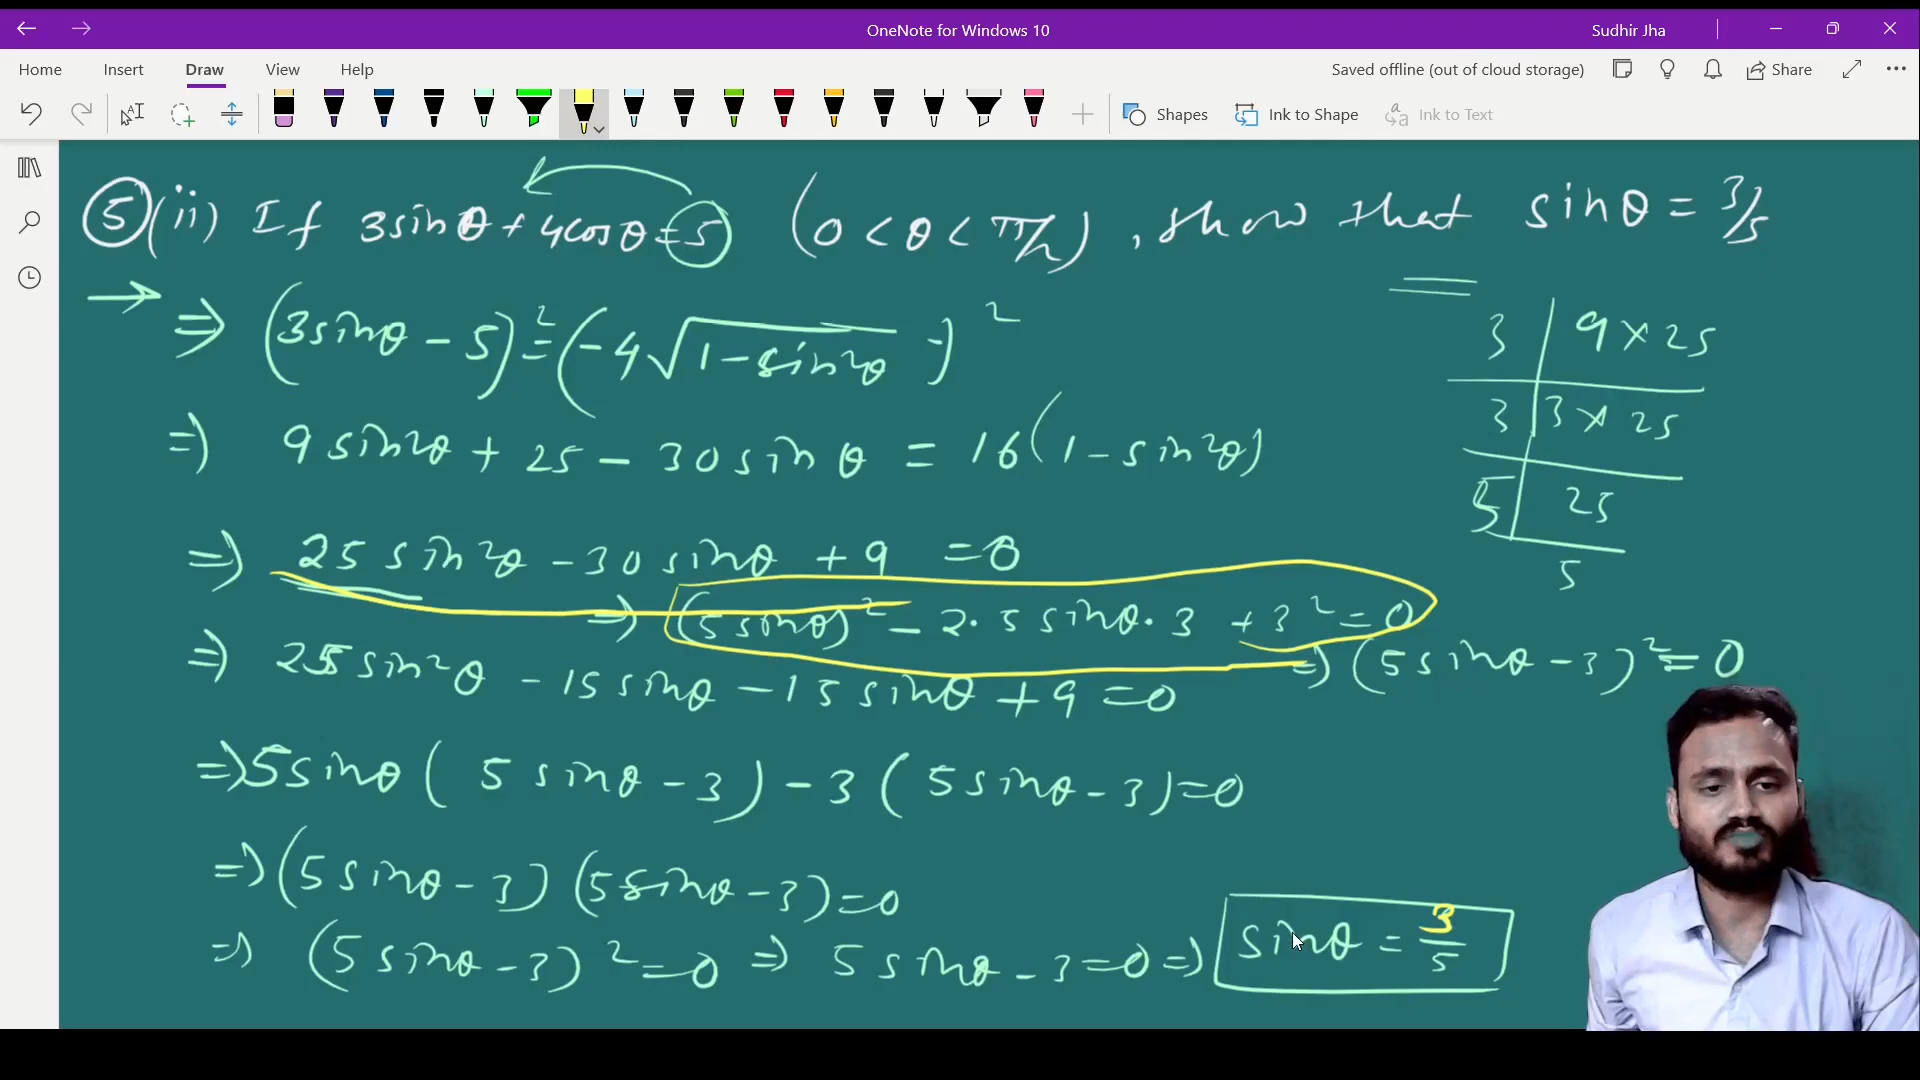 OneNote for Windows 10
Sudhir Jha
Home Insert Draw View Help
Saved offline (out of cloud storage) Share
Shapes Ink to Shape Ink to Text
5 (ii) If 3sinθ + 4cosθ = 5 (0 < θ < π/2), show that sinθ = 3/5
⇒ (3sinθ - 5)² = (-4√1-sin²θ)²
3 | 9 × 25
⇒ 9sin²θ + 25 - 30sinθ = 16(1-sin²θ)
3 | 3 × 25
5 | 25
5
⇒ 25sin²θ - 30sinθ + 9 = 0
⇒ (5sinθ)² - 2·5sinθ·3 + 3² = 0
⇒ (5sinθ - 3)² = 0
⇒ 25sin²θ - 15sinθ - 15sinθ + 9 = 0
⇒ 5sinθ(5sinθ - 3) - 3(5sinθ - 3) = 0
⇒ (5sinθ - 3)(5sinθ - 3) = 0
⇒ (5sinθ - 3)² = 0 ⇒ 5sinθ - 3 = 0 ⇒ sinθ = 3/5